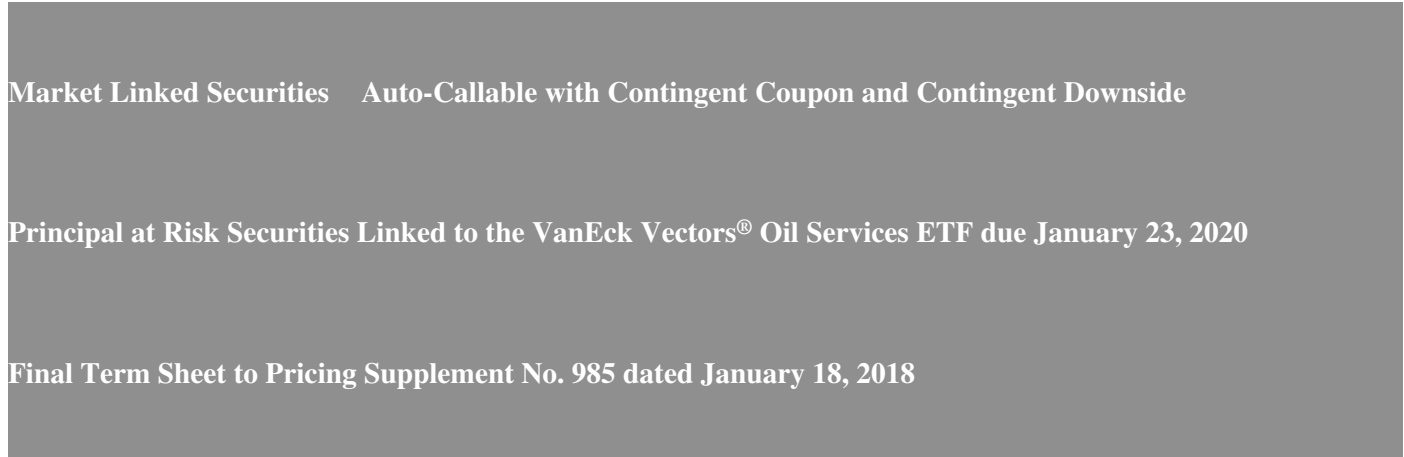 Market Linked Securities Auto-Callable with Contingent Coupon and Contingent Downside
Principal at Risk Securities Linked to the VanEck Vectors® Oil Services ETF due January 23, 2020
Final Term Sheet to Pricing Supplement No. 985 dated January 18, 2018